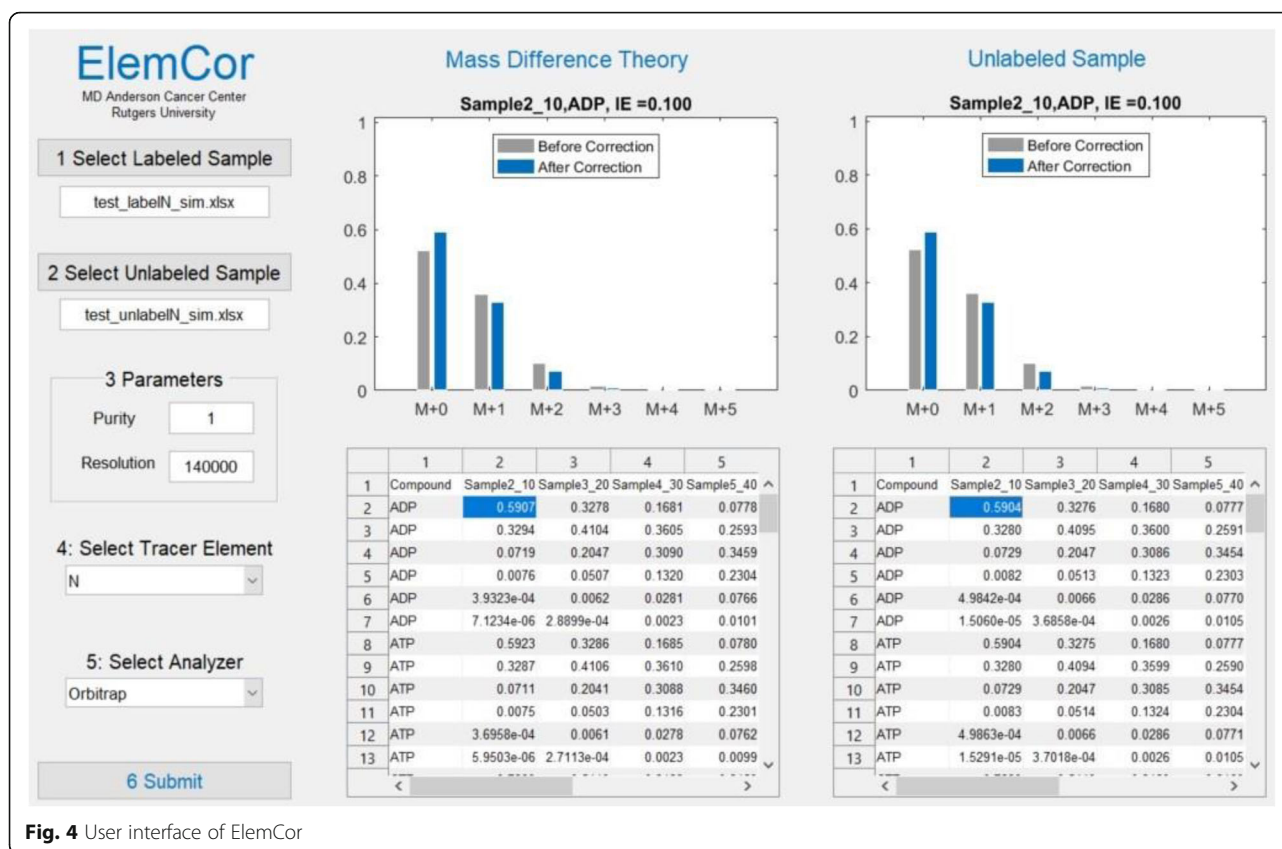 ElemCor
MD Anderson Cancer Center
Rutgers University
1 Select Labeled Sample
test_labelN_sim.xlsx
2 Select Unlabeled Sample
test_unlabelN_sim.xlsx
3 Parameters
Purity 1
Resolution 140000
4: Select Tracer Element
N
5: Select Analyzer
Orbitrap
6 Submit
Mass Difference Theory
Sample2_10,ADP, IE =0.100
1
Before Correction
After Correction
0.8
0.6
0.4
0.2
0
M+0 M+1 M+2 M+3 M+4 M+5
1 2 3 4 5
1 Compound Sample2_10 Sample3_20 Sample4_30 Sample5_40
2 ADP 0.5907 0.3278 0.1681 0.0778
3 ADP 0.3294 0.4104 0.3605 0.2593
4 ADP 0.0719 0.2047 0.3090 0.3459
5 ADP 0.0076 0.0507 0.1320 0.2304
6 ADP 3.9323e-04 0.0062 0.0281 0.0766
7 ADP 7.1234e-06 2.8899e-04 0.0023 0.0101
8 ATP 0.5923 0.3286 0.1685 0.0780
9 ATP 0.3287 0.4106 0.3610 0.2598
10 ATP 0.0711 0.2041 0.3088 0.3460
11 ATP 0.0075 0.0503 0.1316 0.2301
12 ATP 3.6958e-04 0.0061 0.0278 0.0762
13 ATP 5.9503e-06 2.7113e-04 0.0023 0.0099
Unlabeled Sample
Sample2_10,ADP, IE =0.100
1
Before Correction
After Correction
0.8
0.6
0.4
0.2
0
M+0 M+1 M+2 M+3 M+4 M+5
1 2 3 4 5
1 Compound Sample2_10 Sample3_20 Sample4_30 Sample5_40
2 ADP 0.5904 0.3276 0.1680 0.0777
3 ADP 0.3280 0.4095 0.3600 0.2591
4 ADP 0.0729 0.2047 0.3086 0.3454
5 ADP 0.0082 0.0513 0.1323 0.2303
6 ADP 4.9842e-04 0.0066 0.0286 0.0770
7 ADP 1.5060e-05 3.6858e-04 0.0026 0.0105
8 ATP 0.5904 0.3275 0.1680 0.0777
9 ATP 0.3280 0.4094 0.3599 0.2590
10 ATP 0.0729 0.2047 0.3085 0.3454
11 ATP 0.0083 0.0514 0.1324 0.2304
12 ATP 4.9863e-04 0.0066 0.0286 0.0771
13 ATP 1.5291e-05 3.7018e-04 0.0026 0.0105
Fig. 4 User interface of ElemCor